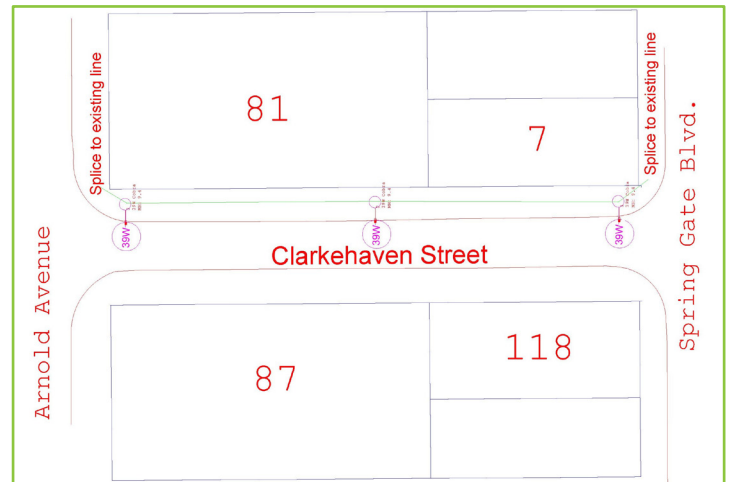 Splice to existing line
81
7
Splice to existing line
Spring Gate Blvd.
39W
39W
39W
Clarkehaven Street
Arnold Avenue
87
118